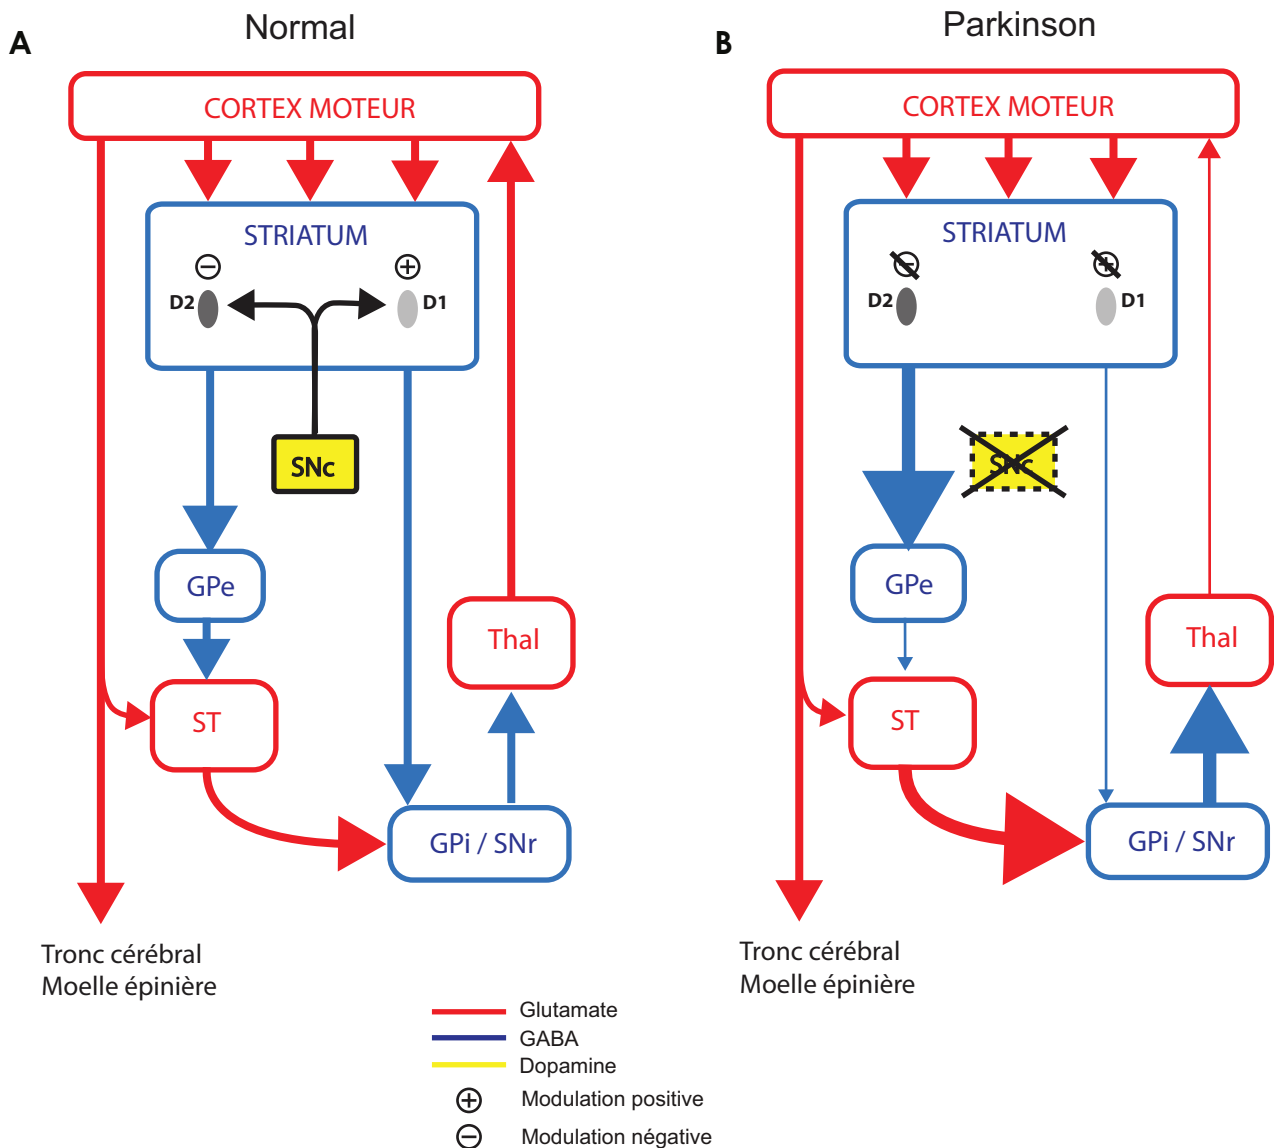 A
Normal
CORTEX MOTEUR
STRIATUM
D2
D1
SNc
GPe
Thal
ST
GPi / SNr
Tronc cérébral
Moelle épinière
B
Parkinson
CORTEX MOTEUR
STRIATUM
D2
D1
SNc
GPe
Thal
ST
GPi / SNr
Tronc cérébral
Moelle épinière
Glutamate
GABA
Dopamine
Modulation positive
Modulation négative